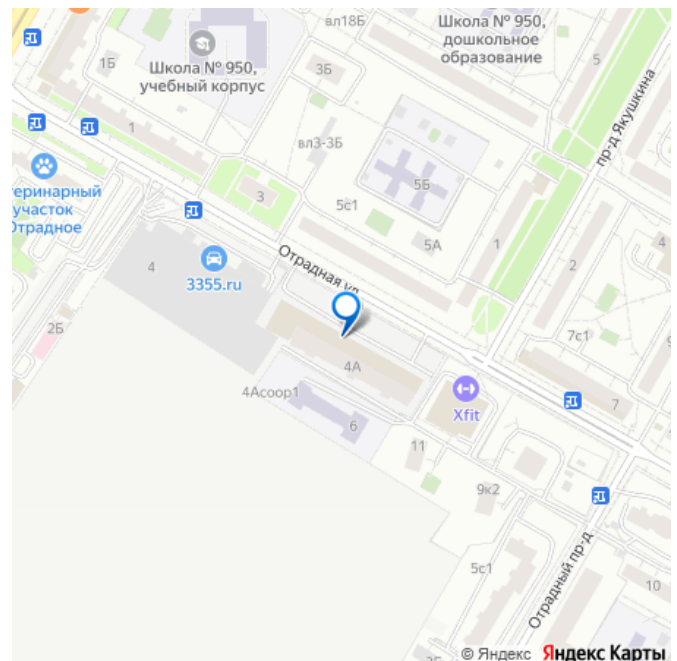 вл18Б
Школа № 950,
дошкольное
образование
5
1Б
Школа № 950,
учебный корпус
3Б
пр-д Якушкина
1
вл3-3Б
5Б
3
5с1
5А
1
4
2
теринарный
участок
Отрадное
4
3355.ru
Отрадная ул.
2Б
7с1
4А
4Асоор1
Xfit
7
6
11
9к2
5с1
Отрадный пр-д
10
© Яндекс Яндекс Карты